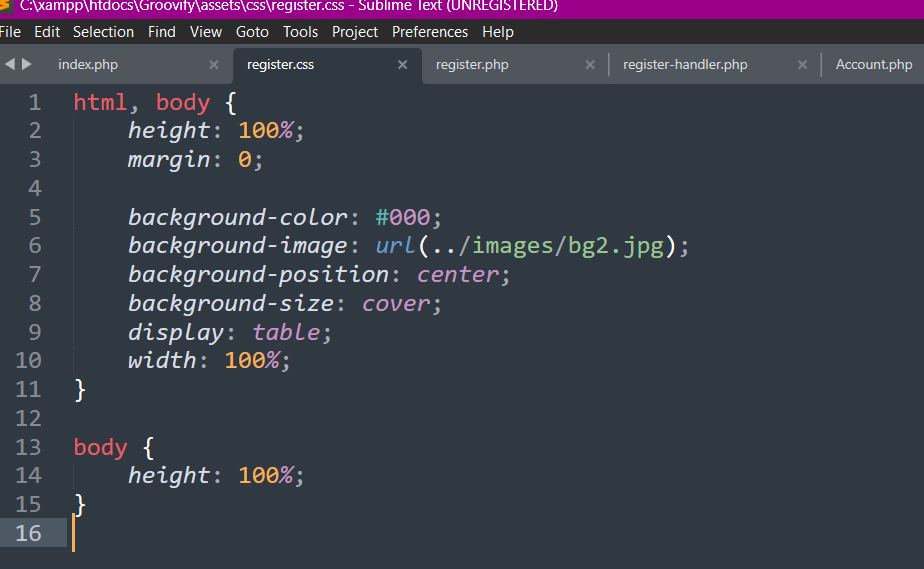 C:\xampp\htdocs\Groovify\assets\css\register.css - Sublime Text (UNREGISTERED)
File Edit Selection Find View Goto Tools Project Preferences Help
index.php register.css register.php register-handler.php Account.php
1 html, body {
2 height: 100%;
3 margin: 0;
4
5 background-color: #000;
6 background-image: url(../images/bg2.jpg);
7 background-position: center;
8 background-size: cover;
9 display: table;
10 width: 100%;
11 }
12
13 body {
14 height: 100%;
15 }
16